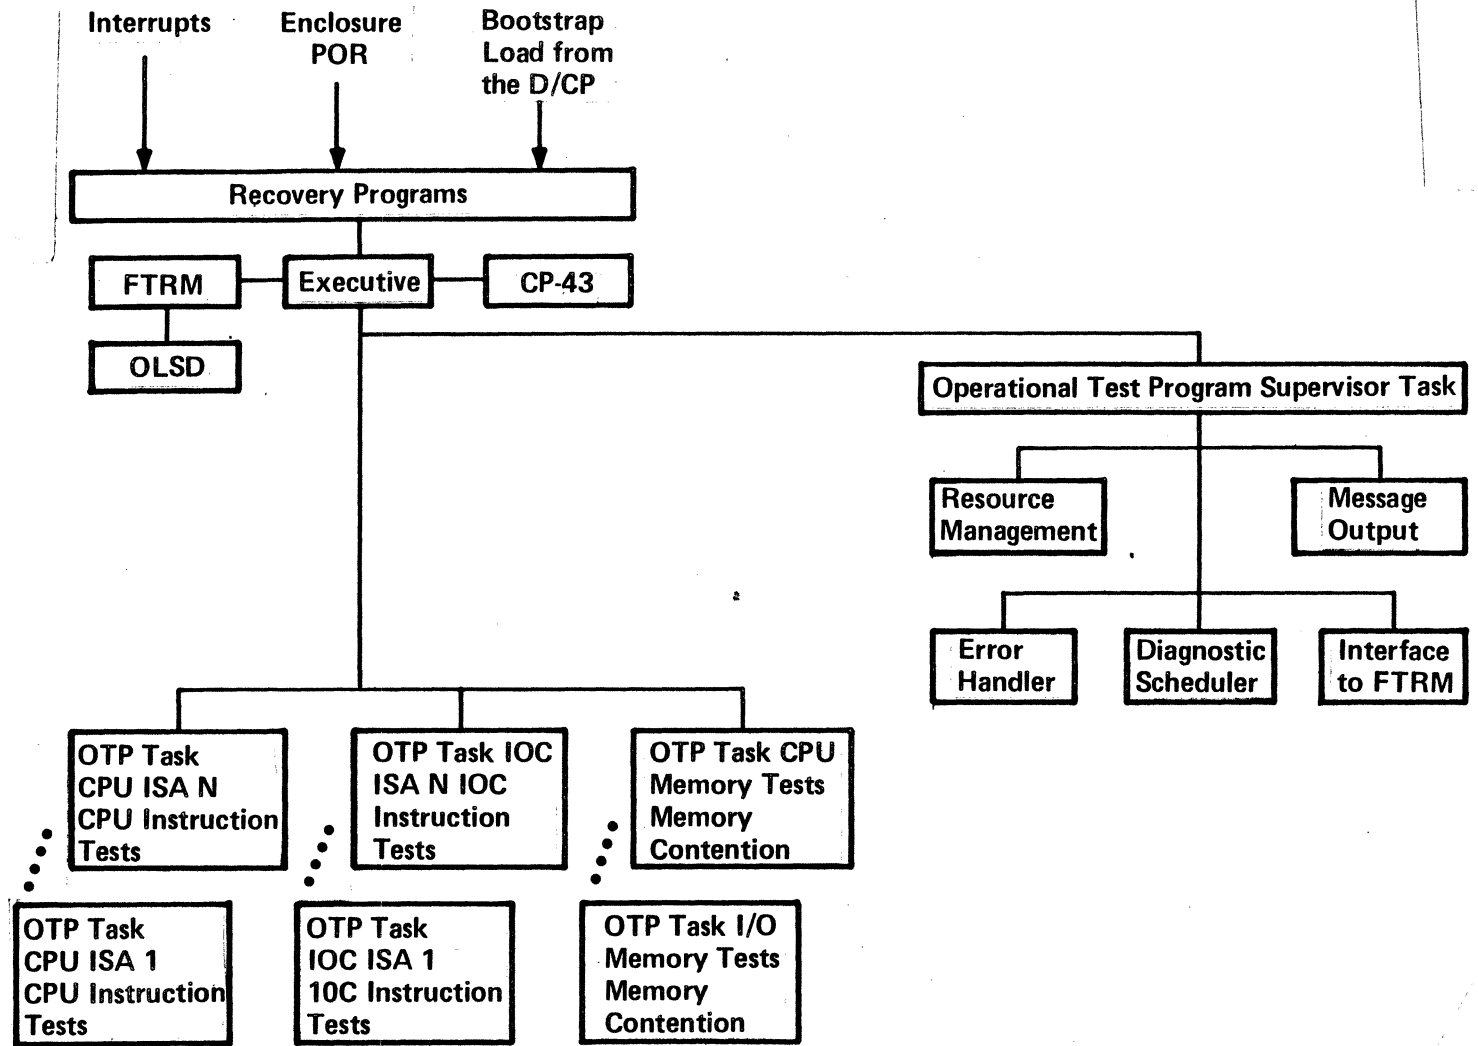 Interrupts
Enclosure
POR
Bootstrap
Load from
the D/CP
Recovery Programs
FTRM
Executive
CP-43
OLSD
Operational Test Program Supervisor Task
Resource
Management
Message
Output
Error
Handler
Diagnostic
Scheduler
Interface
to FTRM
OTP Task
CPU ISA N
CPU Instruction
Tests
OTP Task IOC
ISA N IOC
Instruction
Tests
OTP Task CPU
Memory Tests
Memory
Contention
OTP Task
CPU ISA 1
CPU Instruction
Tests
OTP Task
IOC ISA 1
10C Instruction
Tests
OTP Task I/O
Memory Tests
Memory
Contention